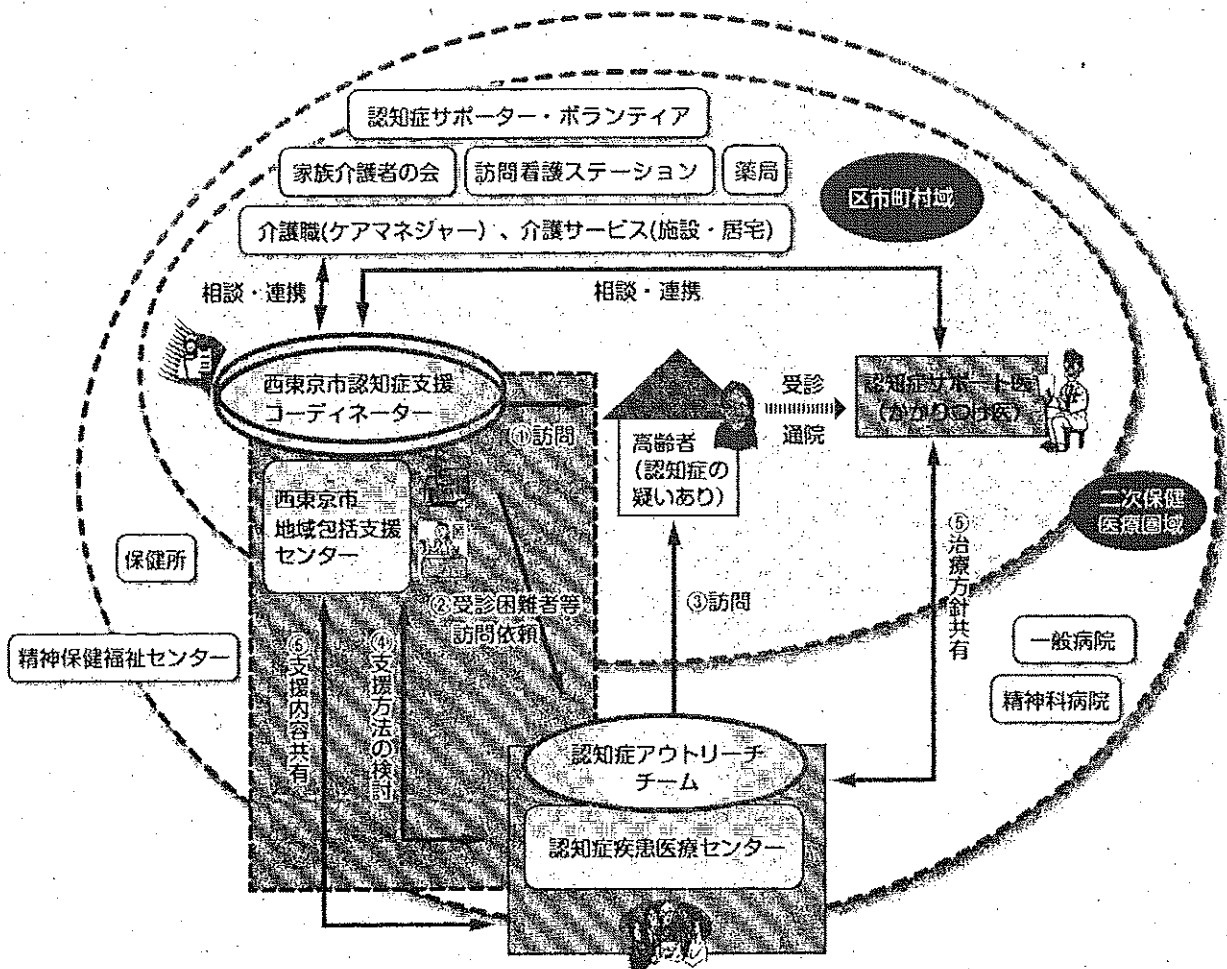 認知症サポーター・ボランティア
家族介護者の会
訪問看護ステーション
薬局
区市町村域
介護職(ケアマネジャー)、介護サービス(施設・居宅)
相談・連携
相談・連携
西東京市認知症支援
コーディネーター
①訪問
受診
通院
認知症サポート医
(かかりつけ医)
高齢者
(認知症の
疑いあり)
西東京市
地域包括支援
センター
二次保健
医療圏域
保健所
②受診困難者等
訪問依頼
③訪問
⑤治療方針共有
精神保健福祉センター
⑤支援内容共有
④支援方法の検討
一般病院
精神科病院
認知症アウトリーチ
チーム
認知症疾患医療センター